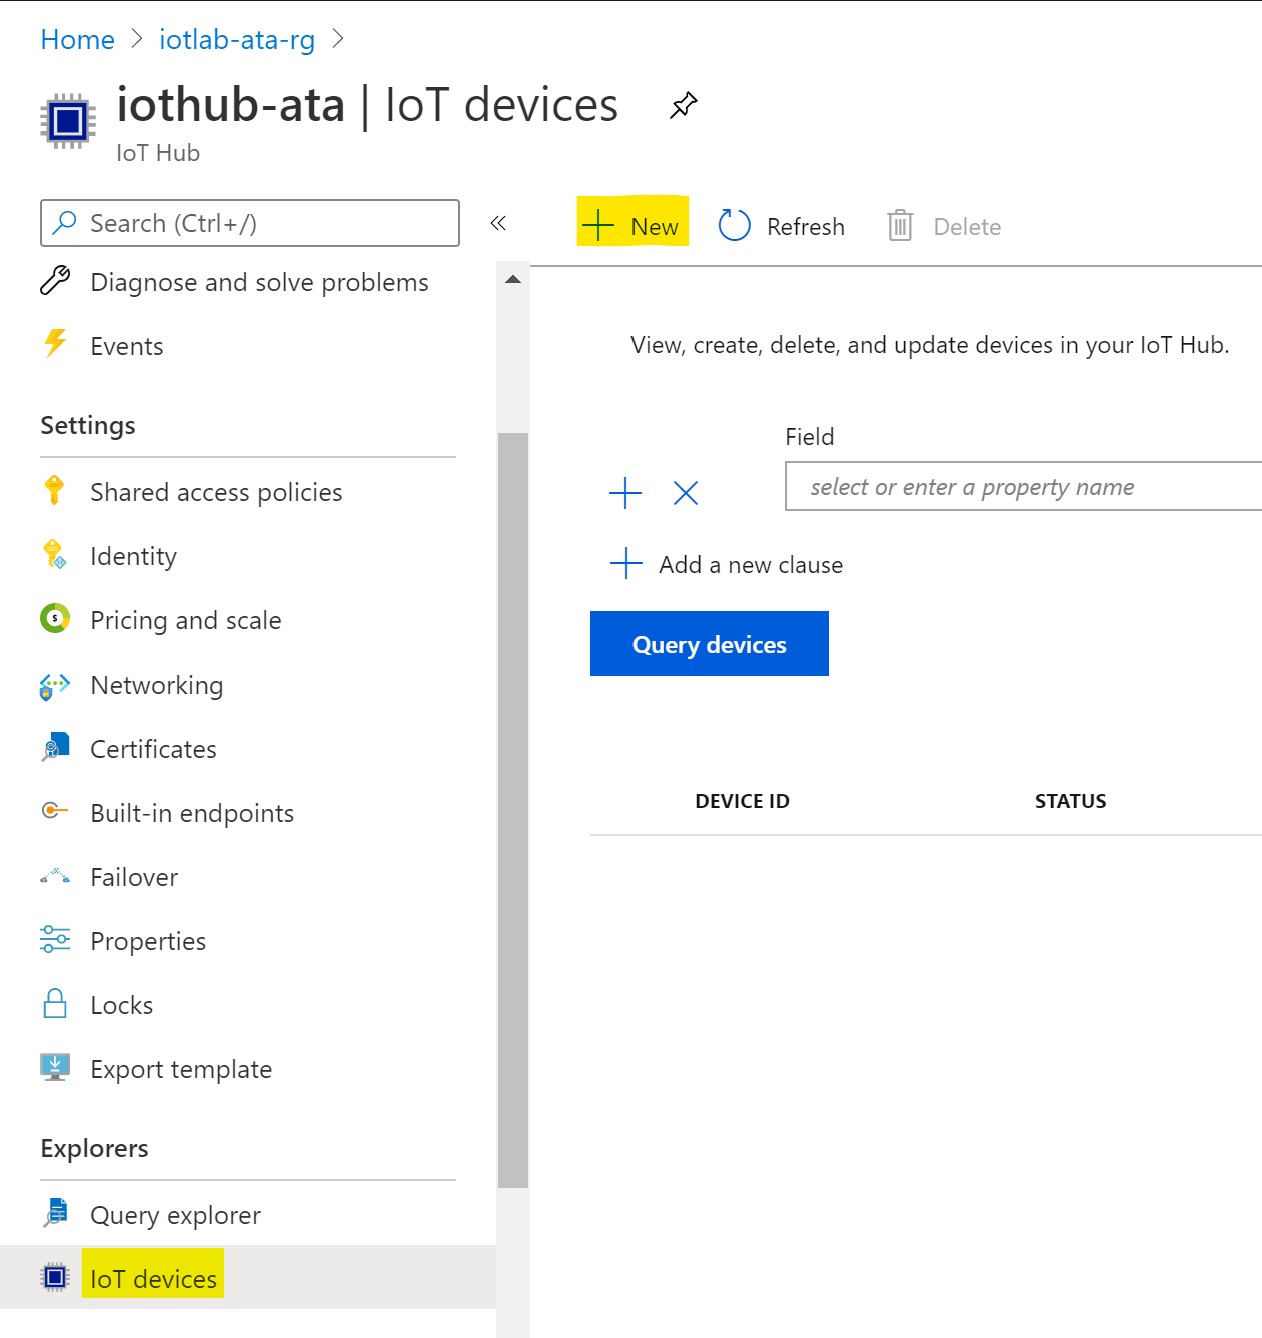 Home > iotlab-ata-rg >
iothub-ata | IoT devices
IoT Hub
Search (Ctrl+/)
«
New
Refresh
Delete
Diagnose and solve problems
Events
Settings
Shared access policies
Identity
Pricing and scale
Networking
Certificates
Built-in endpoints
Failover
Properties
Locks
Export template
Explorers
Query explorer
IoT devices
View, create, delete, and update devices in your IoT Hub.
Field
select or enter a property name
Add a new clause
Query devices
DEVICE ID STATUS